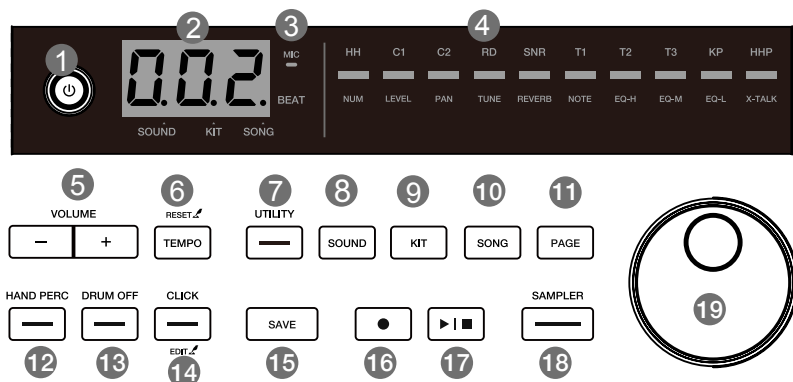 2 3 4
1 MIC HH C1 C2 RD SNR T1 T2 T3 KP HHP
0.0.2.
BEAT NUM LEVEL PAN TUNE REVERB NOTE EQ-H EQ-M EQ-L X-TALK
SOUND KIT SONG
5 6 7 8 9 10 11
VOLUME RESET UTILITY
− + TEMPO SOUND KIT SONG PAGE
HAND PERC DRUM OFF CLICK SAMPLER
SAVE
19
EDIT
12 13 14 15 16 17 18